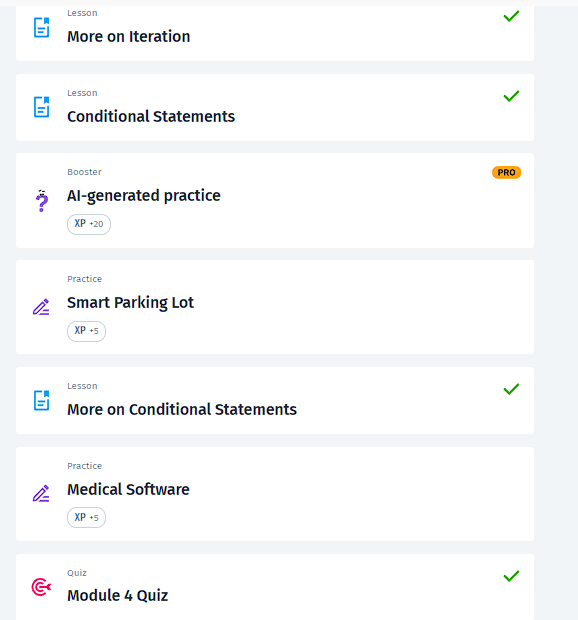 Lesson
More on Iteration
Lesson
Conditional Statements
Booster
PRO
AI-generated practice
XP +20
Practice
Smart Parking Lot
XP +5
Lesson
More on Conditional Statements
Practice
Medical Software
XP +5
Quiz
Module 4 Quiz